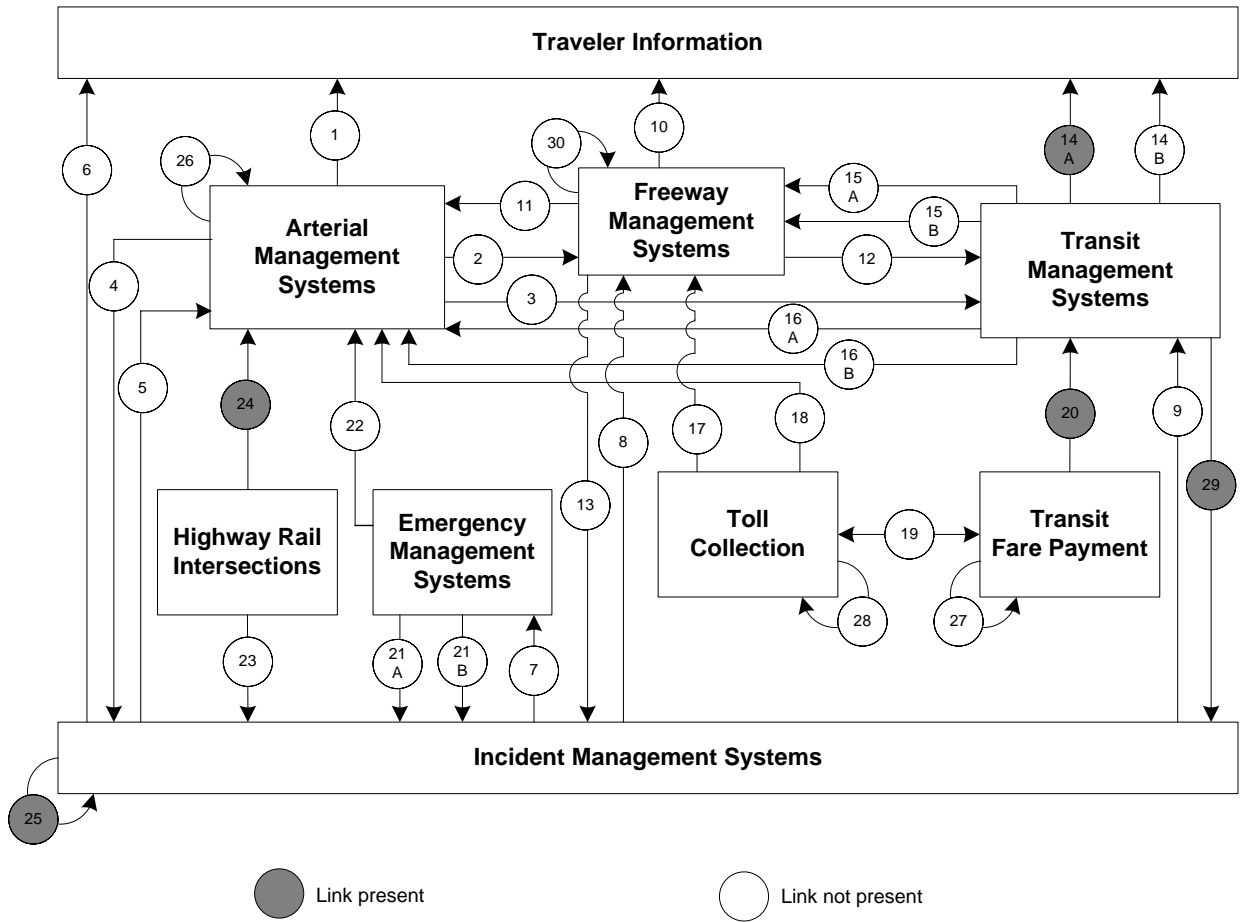 Traveler Information
6
1
10
14
A
14
B
26
30
15
A
11
Freeway
Management
Systems
15
B
Arterial
Management
Systems
Transit
Management
Systems
4
2
12
3
16
A
16
B
5
24
22
8
17
18
20
9
29
13
Highway Rail
Intersections
Emergency
Management
Systems
Toll
Collection
19
Transit
Fare Payment
28
27
23
21
A
21
B
7
Incident Management Systems
25
Link present
Link not present